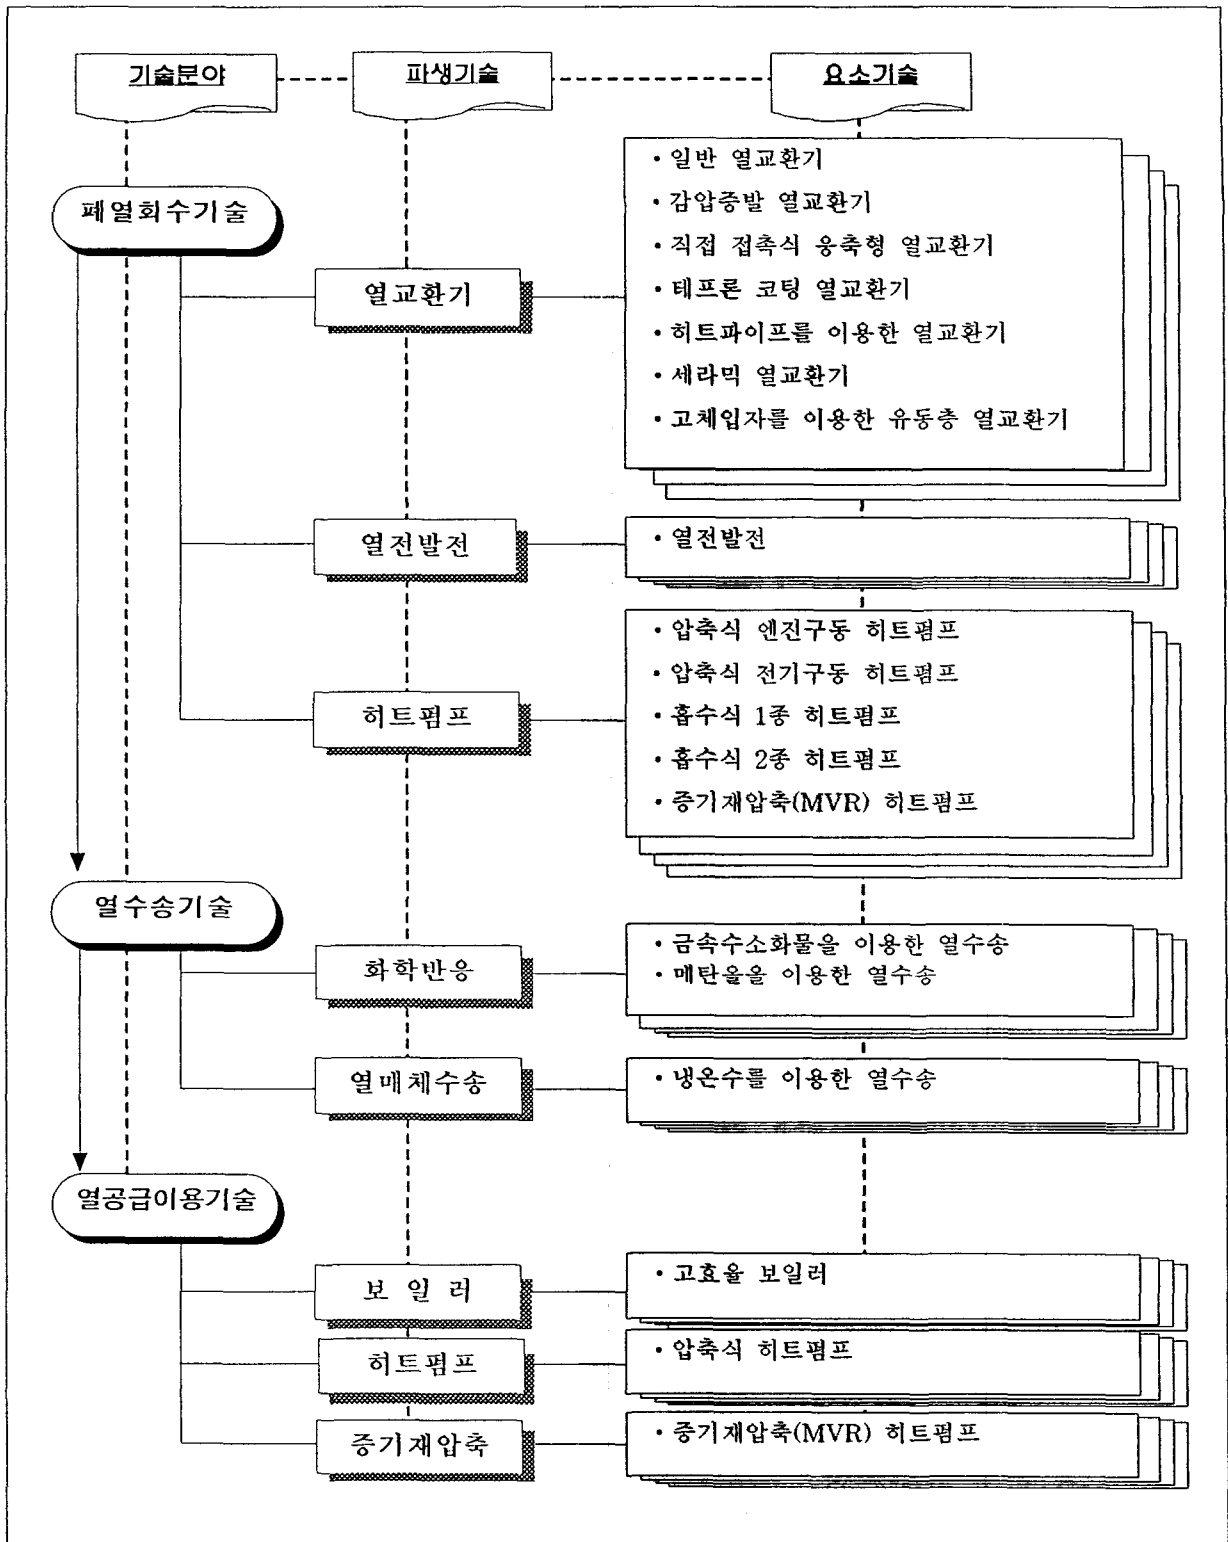 기술분야
파생기술
요소기술
폐열회수기술
열교환기
• 일반 열교환기
• 감압증발 열교환기
• 직접 접촉식 응축형 열교환기
• 테프론 코팅 열교환기
• 히트파이프를 이용한 열교환기
• 세라믹 열교환기
• 고체입자를 이용한 유동층 열교환기
열전발전
• 열전발전
히트펌프
• 압축식 엔진구동 히트펌프
• 압축식 전기구동 히트펌프
• 흡수식 1종 히트펌프
• 흡수식 2종 히트펌프
• 증기재압축(MVR) 히트펌프
열수송기술
화학반응
• 금속수소화물을 이용한 열수송
• 메탄올을 이용한 열수송
열매체수송
• 냉온수를 이용한 열수송
열공급이용기술
보 일 러
• 고효율 보일러
히트펌프
• 압축식 히트펌프
증기재압축
• 증기재압축(MVR) 히트펌프